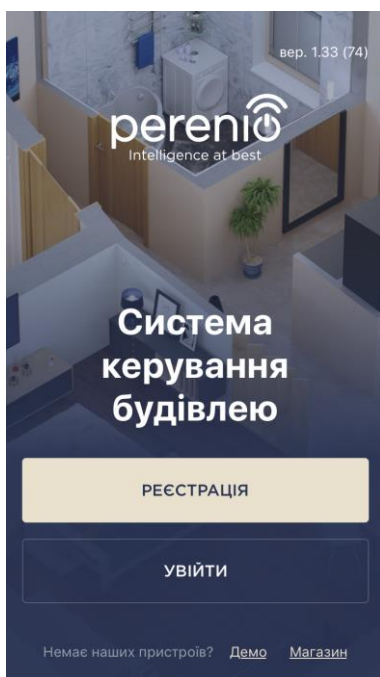 вер. 1.33 (74)
perenio
Intelligence at best
Система
керування
будівлею
РЕЄСТРАЦІЯ
УВІЙТИ
Немає наших пристроїв? Демо Магазин